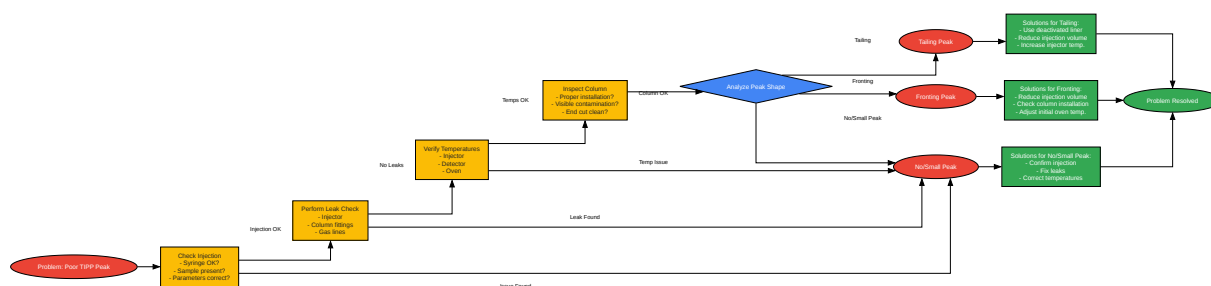 Problem: Poor TIPP Peak
Check Injection
- Syringe OK?
- Sample present?
- Parameters correct?
Injection OK
Issue Found
Perform Leak Check
- Injector
- Column fittings
- Gas lines
No Leaks
Leak Found
Verify Temperatures
- Injector
- Detector
- Oven
Temps OK
Temp Issue
Inspect Column
- Proper installation?
- Visible contamination?
- End cut clean?
Column OK
Analyze Peak Shape
Tailing
Fronting
No/Small Peak
Tailing Peak
Fronting Peak
No/Small Peak
Solutions for Tailing:
- Use deactivated liner
- Reduce injection volume
- Increase injector temp.
Solutions for Fronting:
- Reduce injection volume
- Check column installation
- Adjust initial oven temp.
Solutions for No/Small Peak:
- Confirm injection
- Fix leaks
- Correct temperatures
Problem Resolved